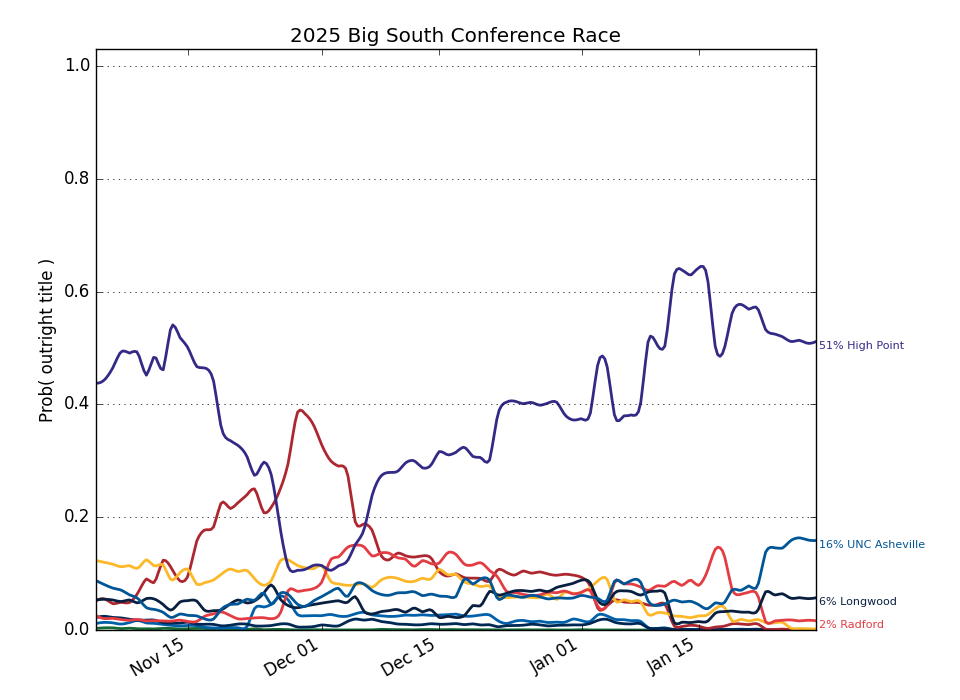 2025 Big South Conference Race
Prob( outright title )
1.0
0.8
0.6
0.4
0.2
0.0
51% High Point
16% UNC Asheville
6% Longwood
2% Radford
Nov 15
Dec 01
Dec 15
Jan 01
Jan 15